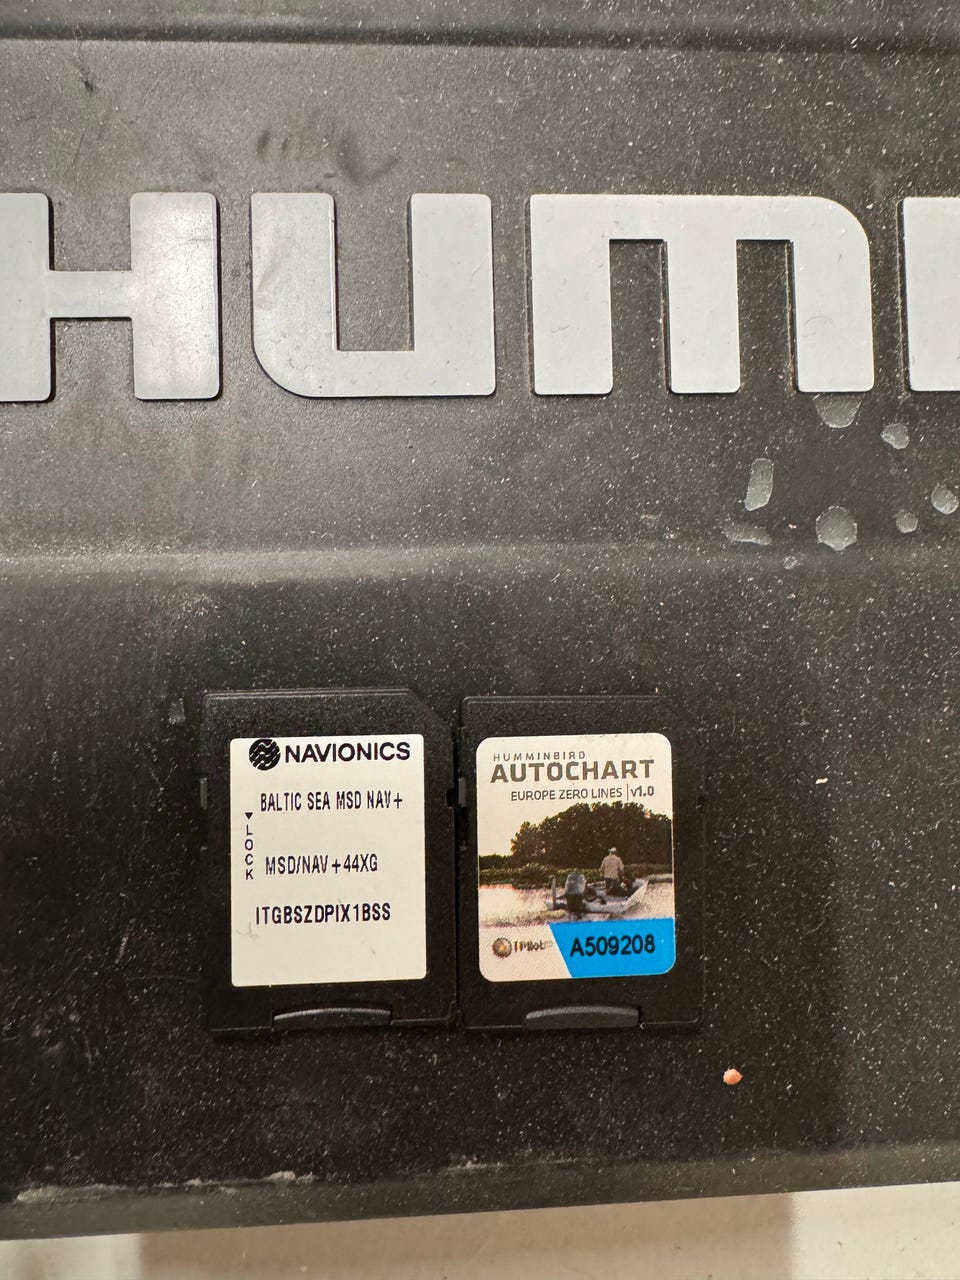 HUMI
NAVIONICS
BALTIC SEA MSD NAV+
LOCK
MSD/NAV+44XG
ITGBSZDPIX1BSS
HUMMINBIRD
AUTOCHART
EUROPE ZERO LINES | v1.0
i-Pilot
A509208